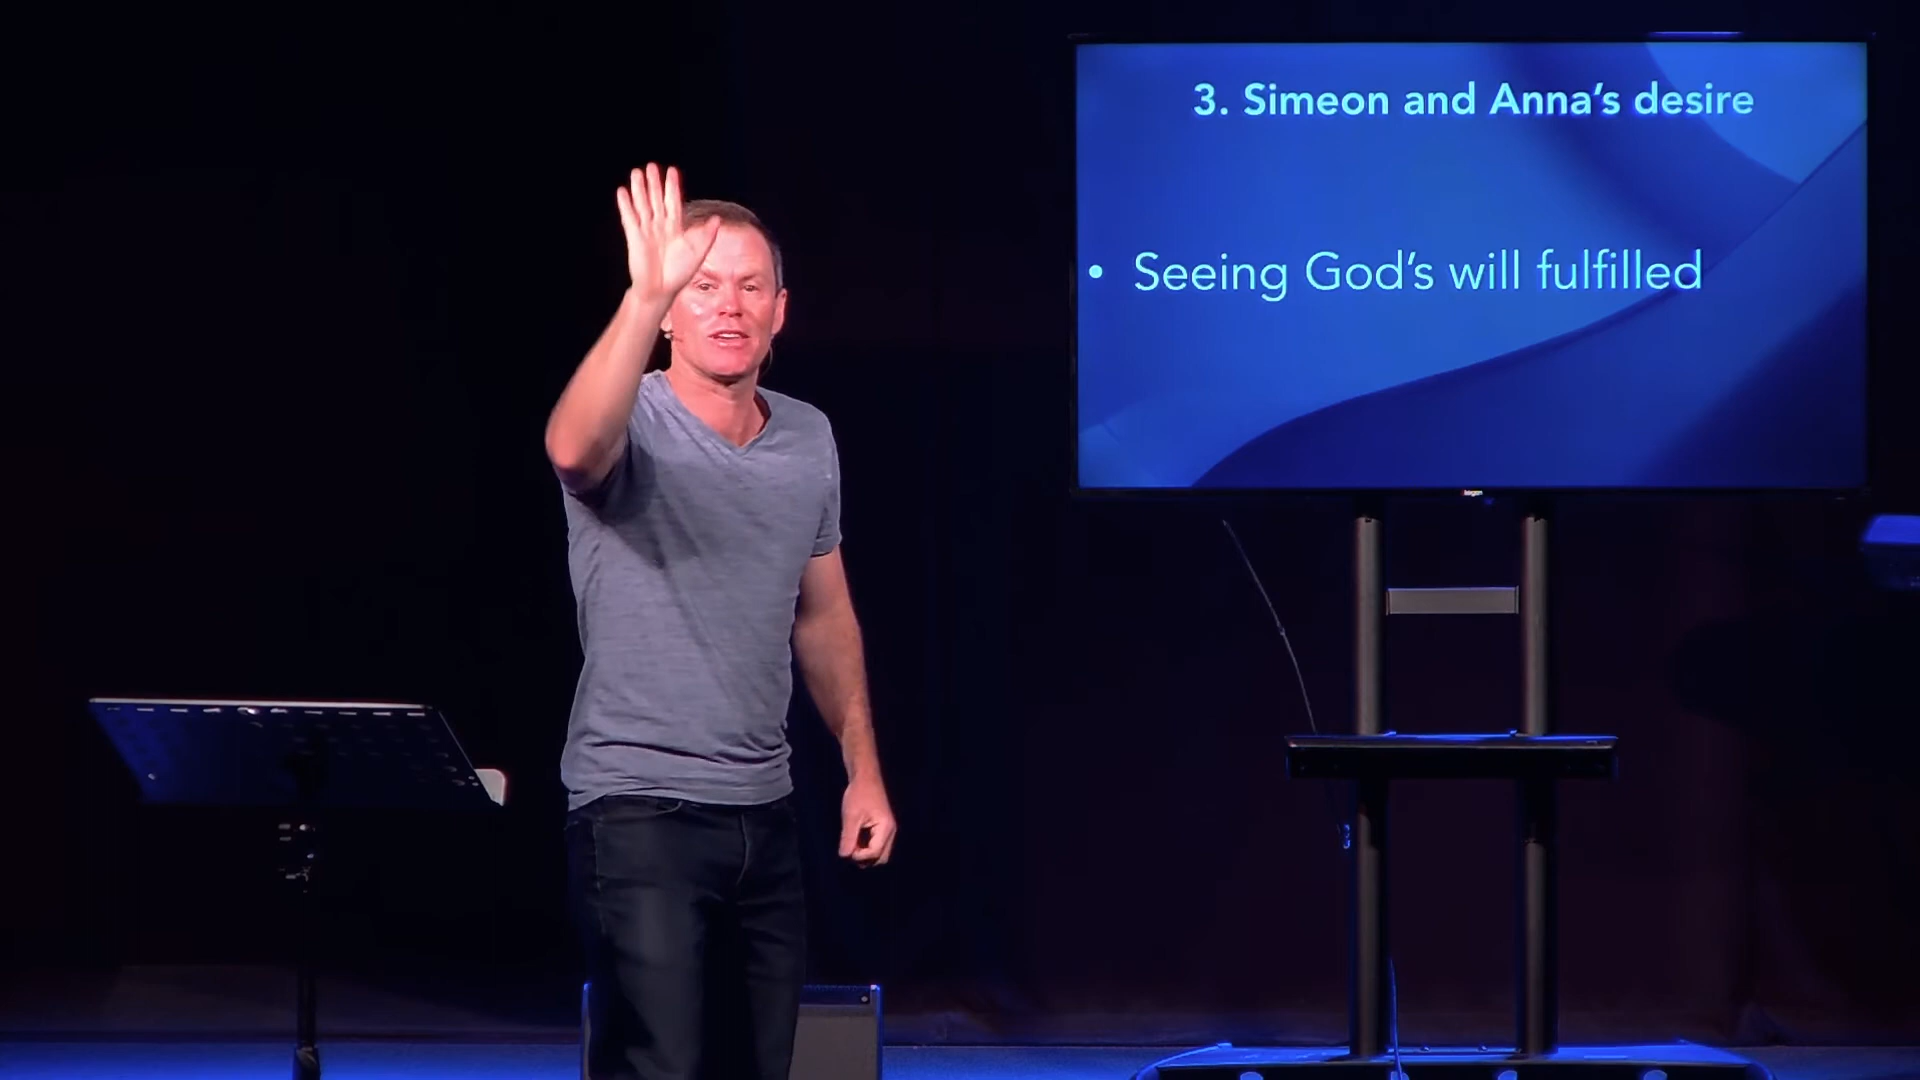 3. Simeon and Anna's desire
• Seeing God's will fulfilled